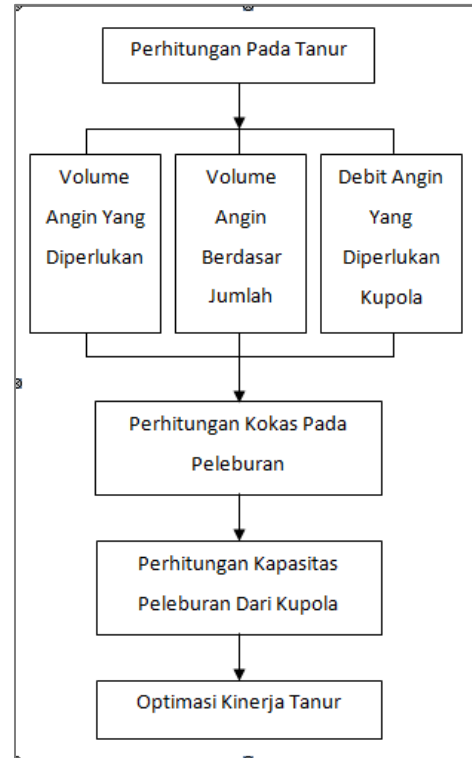 Perhitungan Pada Tanur
Volume
Angin Yang
Diperlukan
Volume
Angin
Berdasar
Jumlah
Debit Angin
Yang
Diperlukan
Kupola
Perhitungan Kokas Pada
Peleburan
Perhitungan Kapasitas
Peleburan Dari Kupola
Optimasi Kinerja Tanur